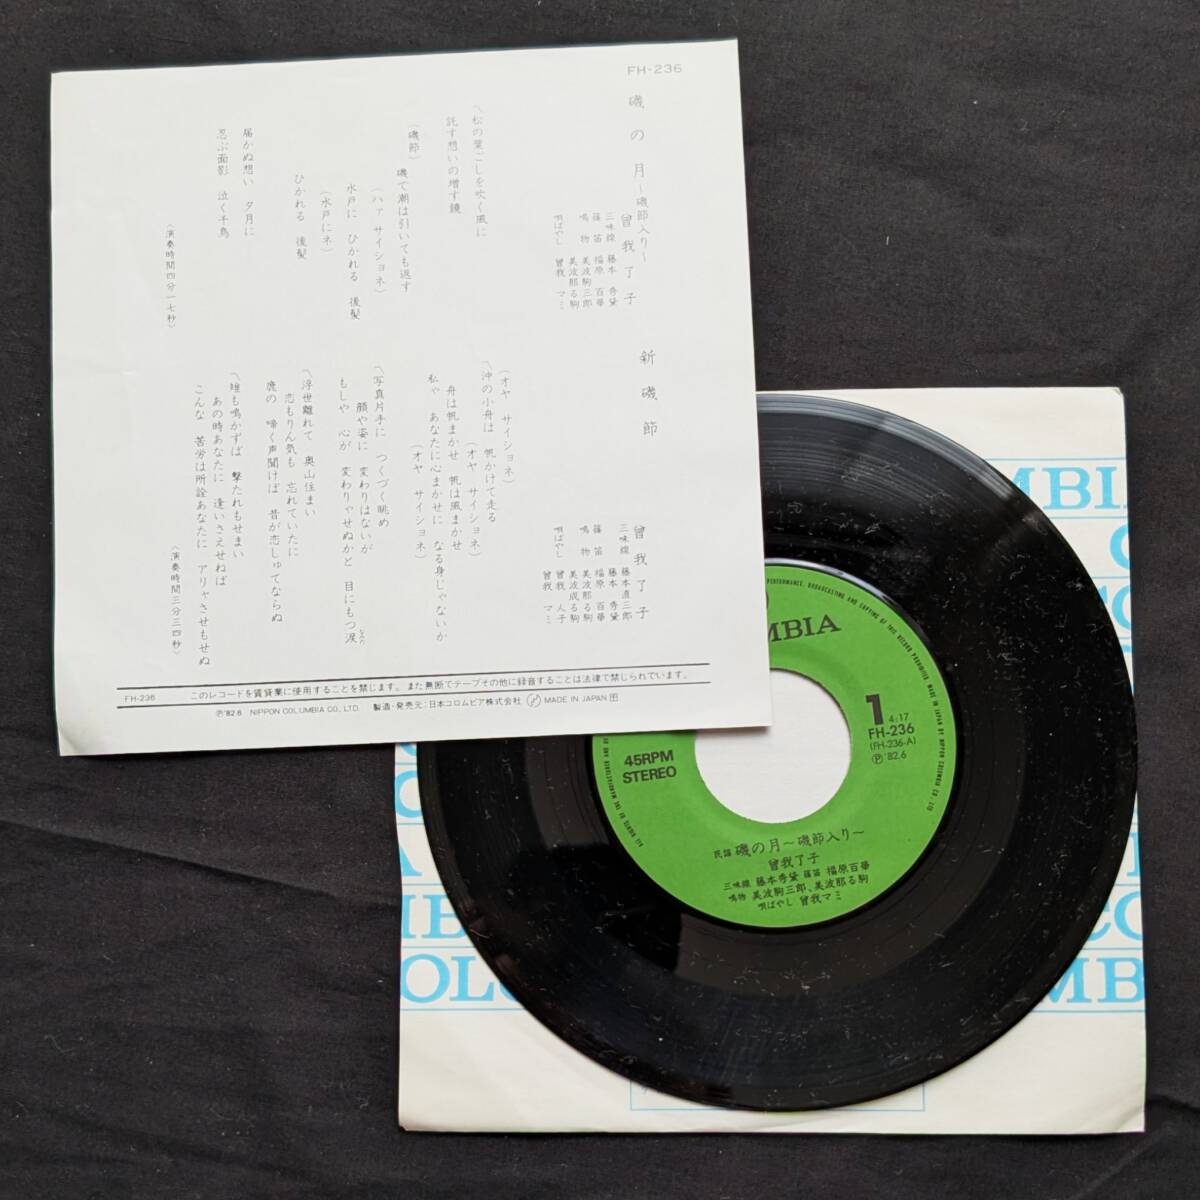 FH-236
磯の月〜磯節入り〜
曾我了子
三味線 藤本秀黛
篠笛 福原百華
鳴物 美波駒三郎
美波那る駒
唄ばやし 曾我マミ
〽松の葉ごしを吹く風に
託す想いの増す鏡
(磯節)
磯で潮は引いても返す
(ハァ サイショネ)
水戸に ひかれる 後髪
(水戸にネ)
ひかれる 後髪
届かぬ想い 夕月に
忍ぶ面影 泣く千鳥
(演奏時間四分一七秒)
新磯節
曾我了子
三味線 藤本直三郎
藤本秀黛
篠笛 福原百華
鳴物 美波那る駒
美波成る駒
唄ばやし 曾我人子
曾我マミ
(オヤ サイショネ)
〽沖の小舟は 帆かけて走る
(オヤ サイショネ)
舟は帆まかせ 帆は風まかせ
私ゃ あなたに心まかせに なる身じゃないか
(オヤ サイショネ)
〽写真片手に つくづく眺め
顔や姿に 変わりはないが
もしや 心が 変わりゃせぬかと 目にもつ涙
〽浮世離れて 奥山住まい
恋もりん気も 忘れていたに
鹿の 啼く声聞けば 昔が恋しゅてならぬ
〽雉も鳴かずば 撃たれもせまい
あの時あなたに 逢いさえせねば
こんな 苦労は所詮あなたに アリャさせもせぬ
(演奏時間三分三四秒)
FH-236 このレコードを賃貸業に使用することを禁じます。また無断でテープその他に録音することは法律で禁じられています。
Ⓟ'82.6 NIPPON COLUMBIA CO., LTD. 製造・発売元:日本コロムビア株式会社 MADE IN JAPAN
MBIA
1
4:17
FH-236
(FH-236-A)
Ⓟ'82.6
45RPM
STEREO
民謡 磯の月〜磯節入り〜
曾我了子
三味線 藤本秀黛 篠笛 福原百華
鳴物 美波駒三郎、美波那る駒
唄ばやし 曾我マミ